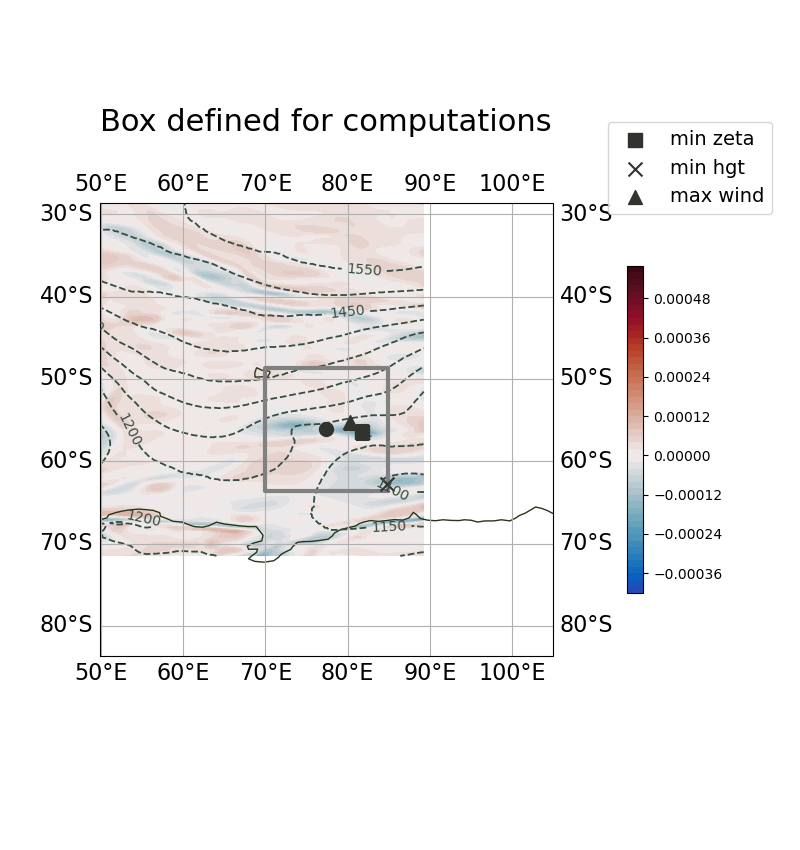 Box defined for computations
min zeta
min hgt
max wind
50°E 60°E 70°E 80°E 90°E 100°E
30°S 30°S
40°S 40°S
50°S 50°S
60°S 60°S
70°S 70°S
80°S 80°S
50°E 60°E 70°E 80°E 90°E 100°E
1550
1450
1200
1200
1150
0.00048
0.00036
0.00024
0.00012
0.00000
−0.00012
−0.00024
−0.00036